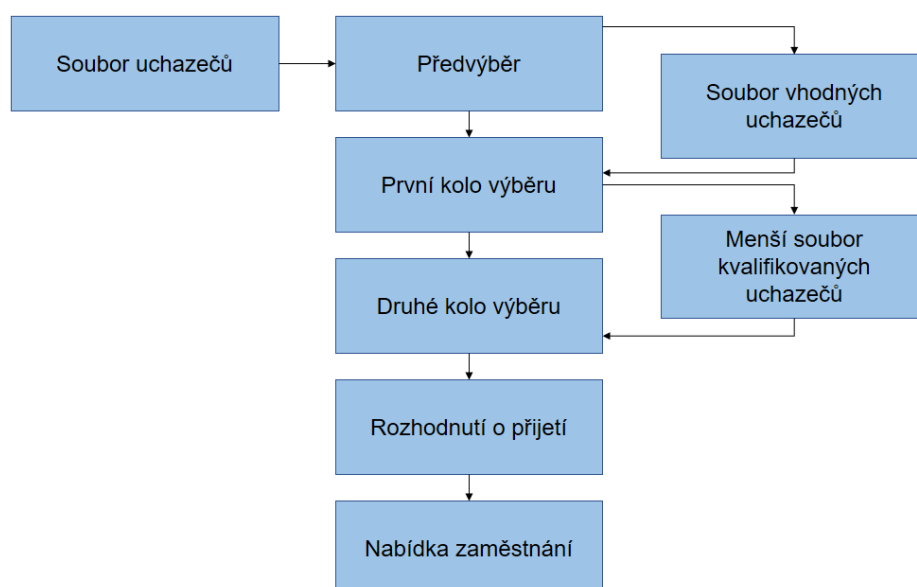 Soubor uchazečů
Předvýběr
Soubor vhodných
uchazečů
První kolo výběru
Menší soubor
kvalifikovaných
uchazečů
Druhé kolo výběru
Rozhodnutí o přijetí
Nabídka zaměstnání